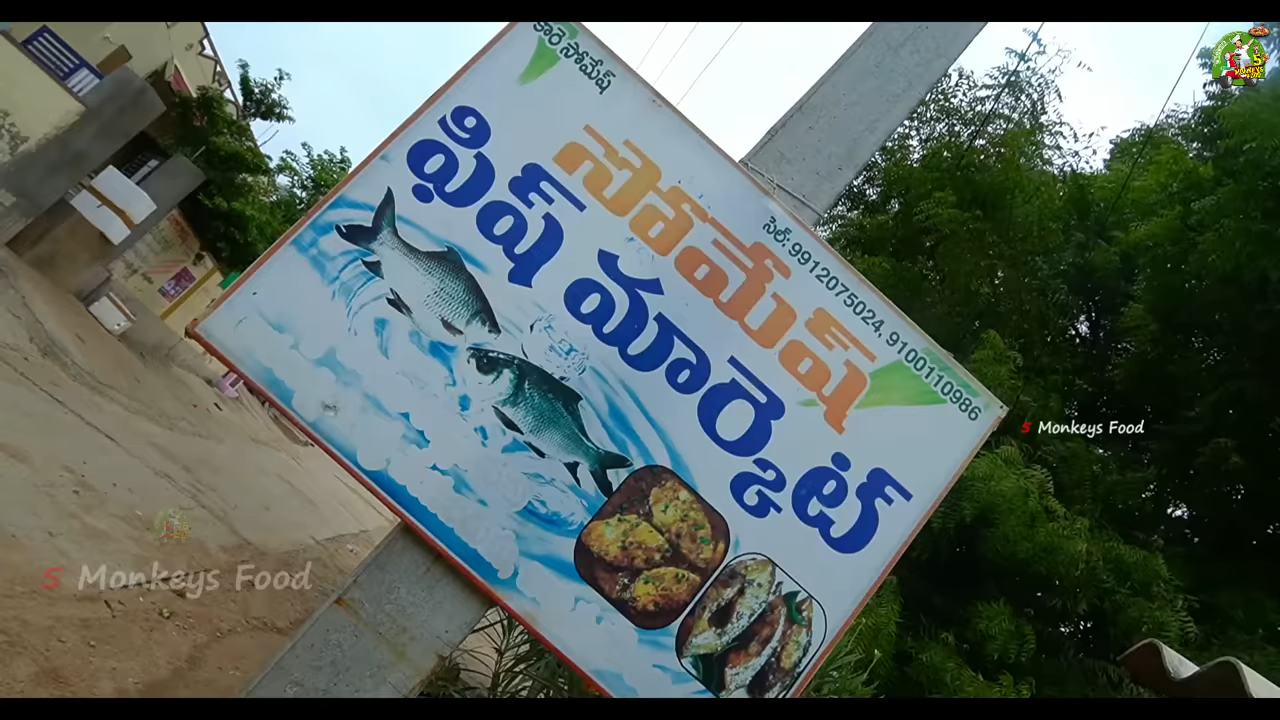 కారె సోమేష్
సెల్: 9912075024, 9100110986
సోమేష్
ఫిష్ మార్కెట్
5 Monkeys Food
5 Monkeys Food